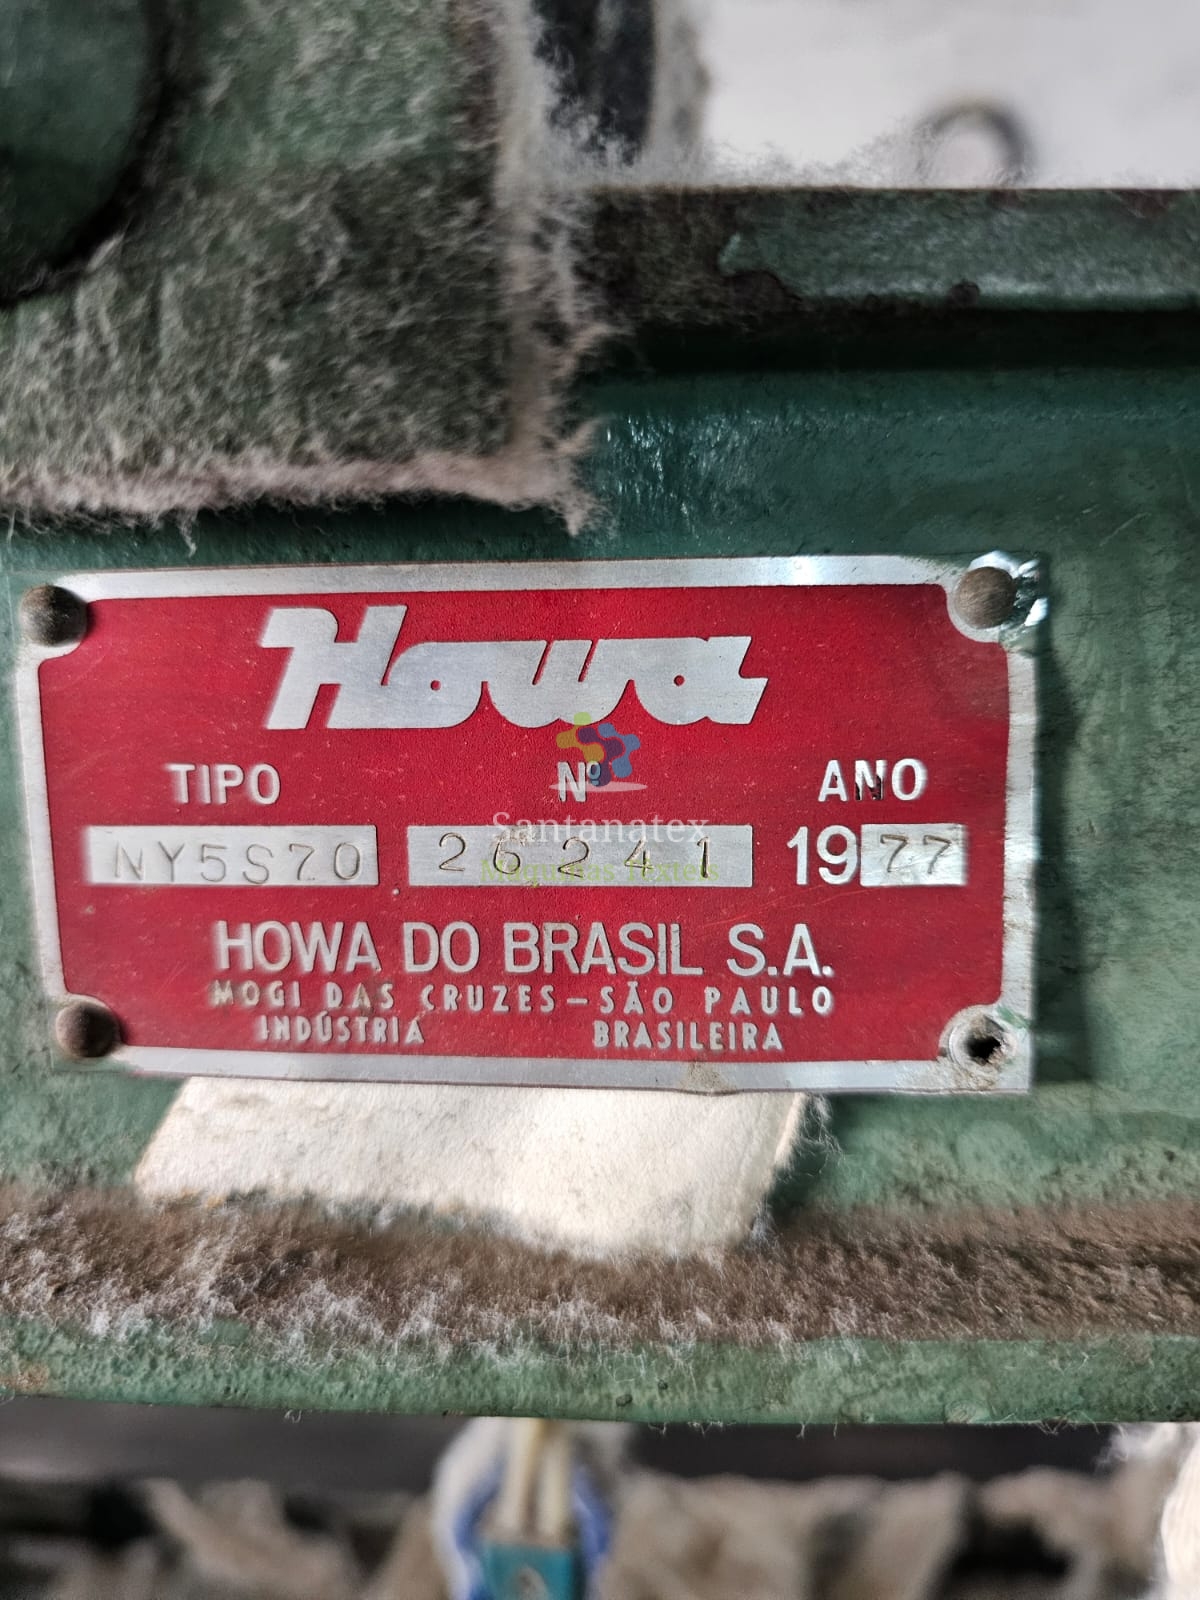 Howa
TIPO Nº ANO
NY5S70 26241 1977
Santanatex
Máquinas Têxteis
HOWA DO BRASIL S.A.
MOGI DAS CRUZES - SÃO PAULO
INDÚSTRIA BRASILEIRA